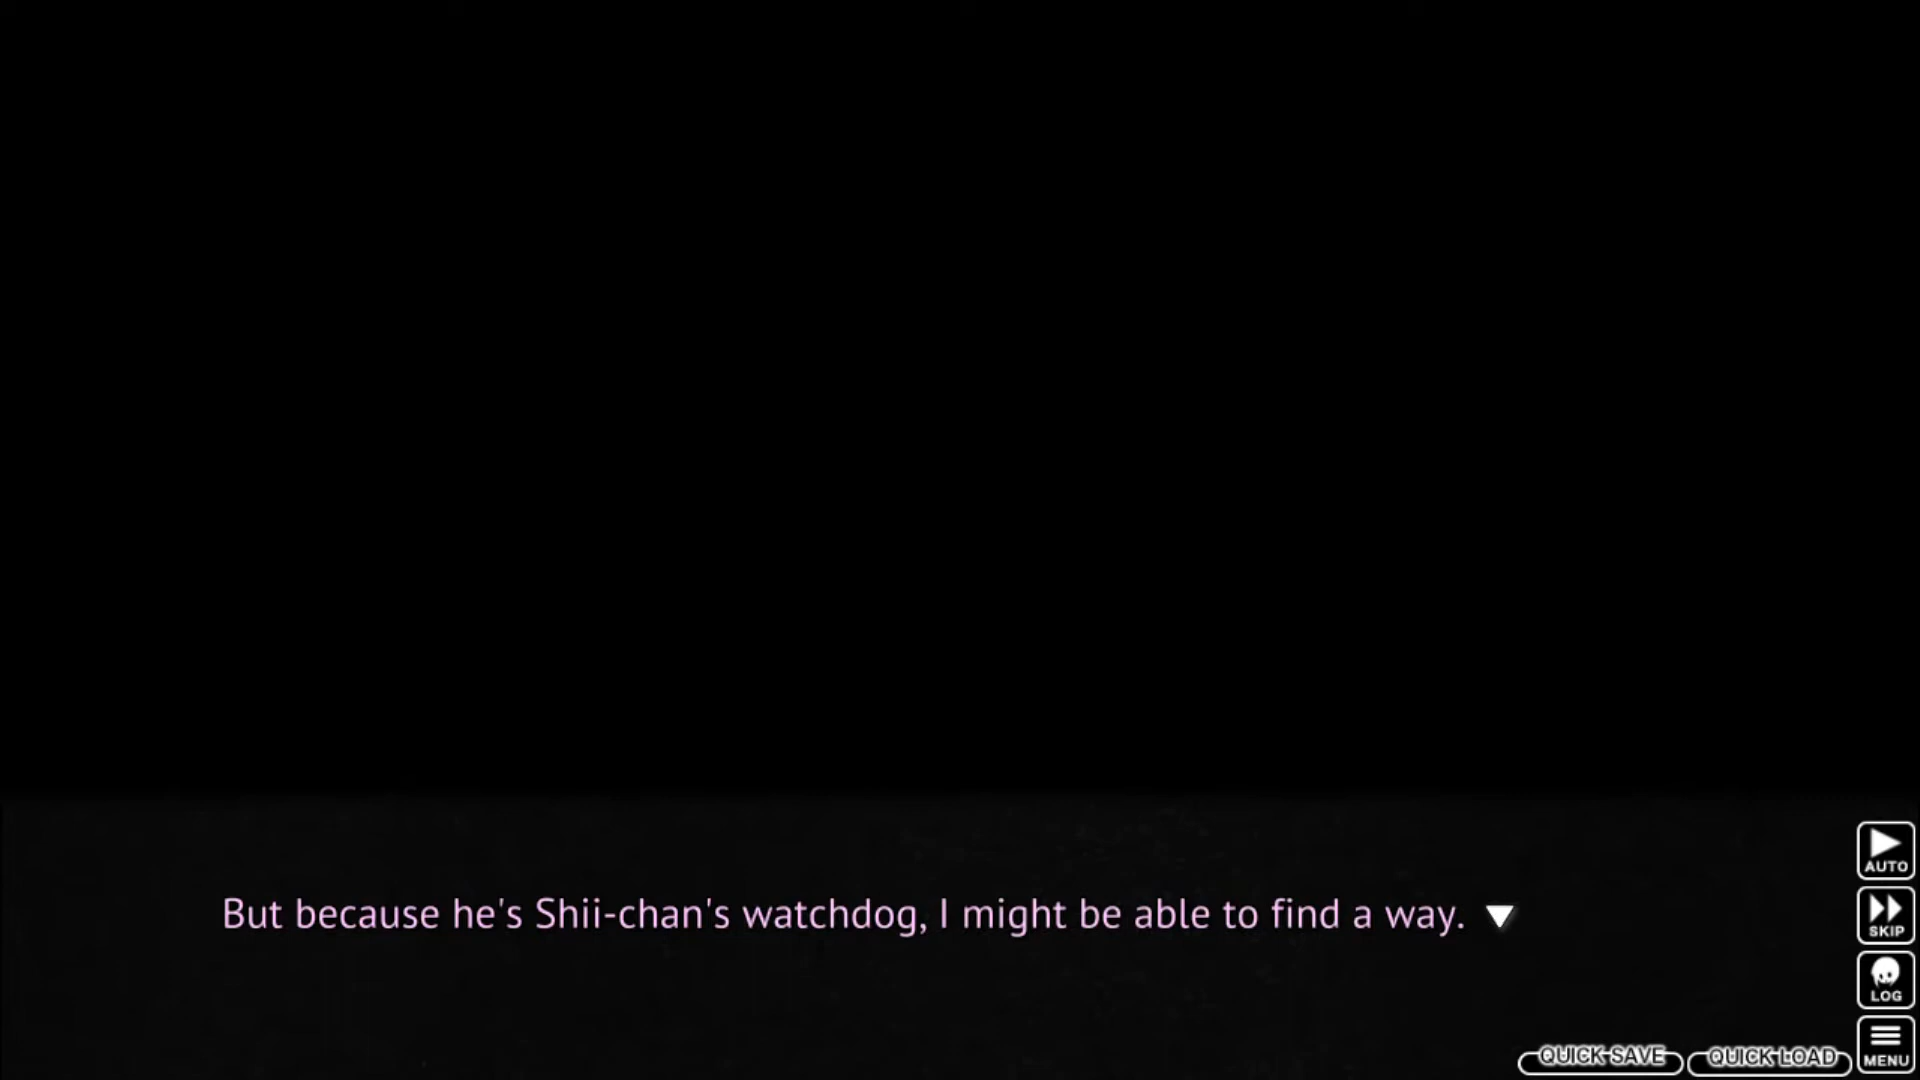 But because he's Shii-chan's watchdog, I might be able to find a way.
AUTO
SKIP
LOG
MENU
QUICK SAVE QUICK LOAD